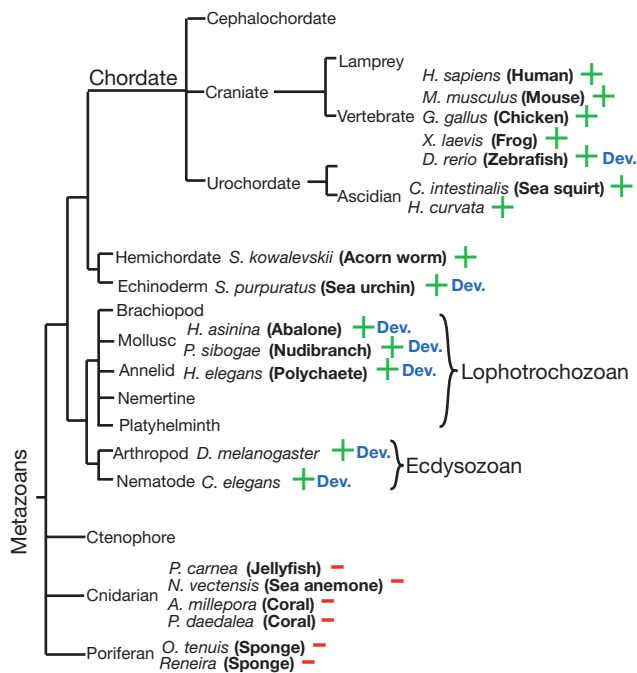 Cephalochordate
Chordate
Craniate
Lamprey
Vertebrate
H. sapiens (Human) +
M. musculus (Mouse) +
G. gallus (Chicken) +
X. laevis (Frog) +
D. rerio (Zebrafish) + Dev.
Urochordate
Ascidian
C. intestinalis (Sea squirt) +
H. curvata +
Hemichordate S. kowalevskii (Acorn worm) +
Echinoderm S. purpuratus (Sea urchin) + Dev.
Brachiopod
Mollusc
H. asinina (Abalone) + Dev.
P. sibogae (Nudibranch) + Dev.
Annelid H. elegans (Polychaete) + Dev.
Lophotrochozoan
Nemertine
Platyhelminth
Arthropod D. melanogaster + Dev.
Ecdysozoan
Nematode C. elegans + Dev.
Metazoans
Ctenophore
Cnidarian
P. carnea (Jellyfish) –
N. vectensis (Sea anemone) –
A. millepora (Coral) –
P. daedalea (Coral) –
Poriferan
O. tenuis (Sponge) –
Reneira (Sponge) –